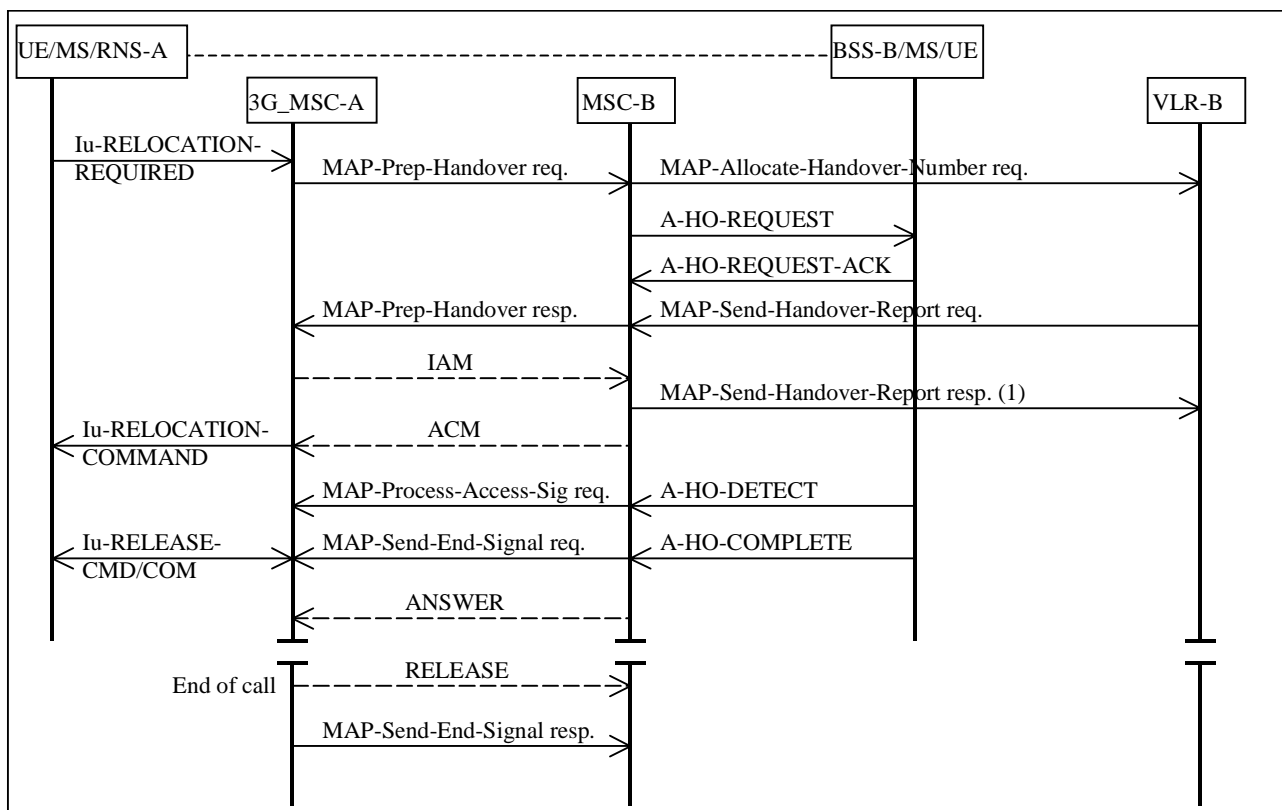 UE/MS/RNS-A
BSS-B/MS/UE
3G_MSC-A
MSC-B
VLR-B
Iu-RELOCATION-
REQUIRED
MAP-Prep-Handover req.
MAP-Allocate-Handover-Number req.
A-HO-REQUEST
A-HO-REQUEST-ACK
MAP-Prep-Handover resp.
MAP-Send-Handover-Report req.
IAM
MAP-Send-Handover-Report resp. (1)
Iu-RELOCATION-
COMMAND
ACM
MAP-Process-Access-Sig req.
A-HO-DETECT
Iu-RELEASE-
CMD/COM
MAP-Send-End-Signal req.
A-HO-COMPLETE
ANSWER
End of call
RELEASE
MAP-Send-End-Signal resp.